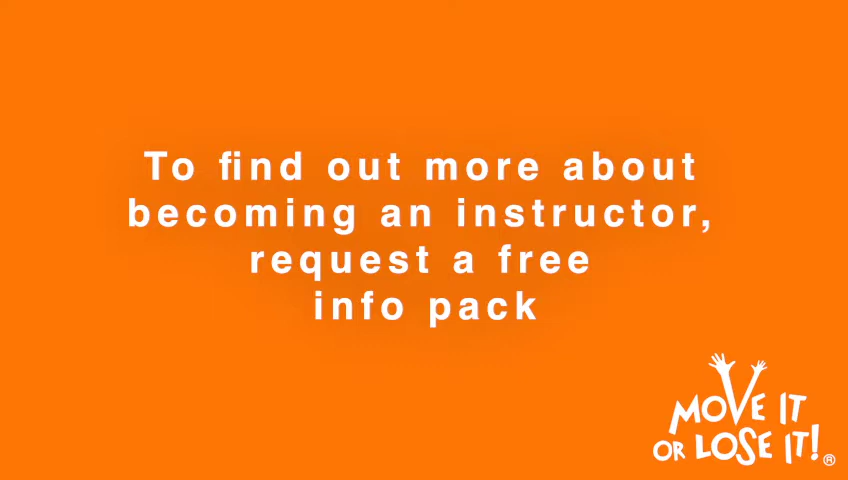 To find out more about
becoming an instructor,
request a free
info pack
MOVE IT
OR LOSE IT!®